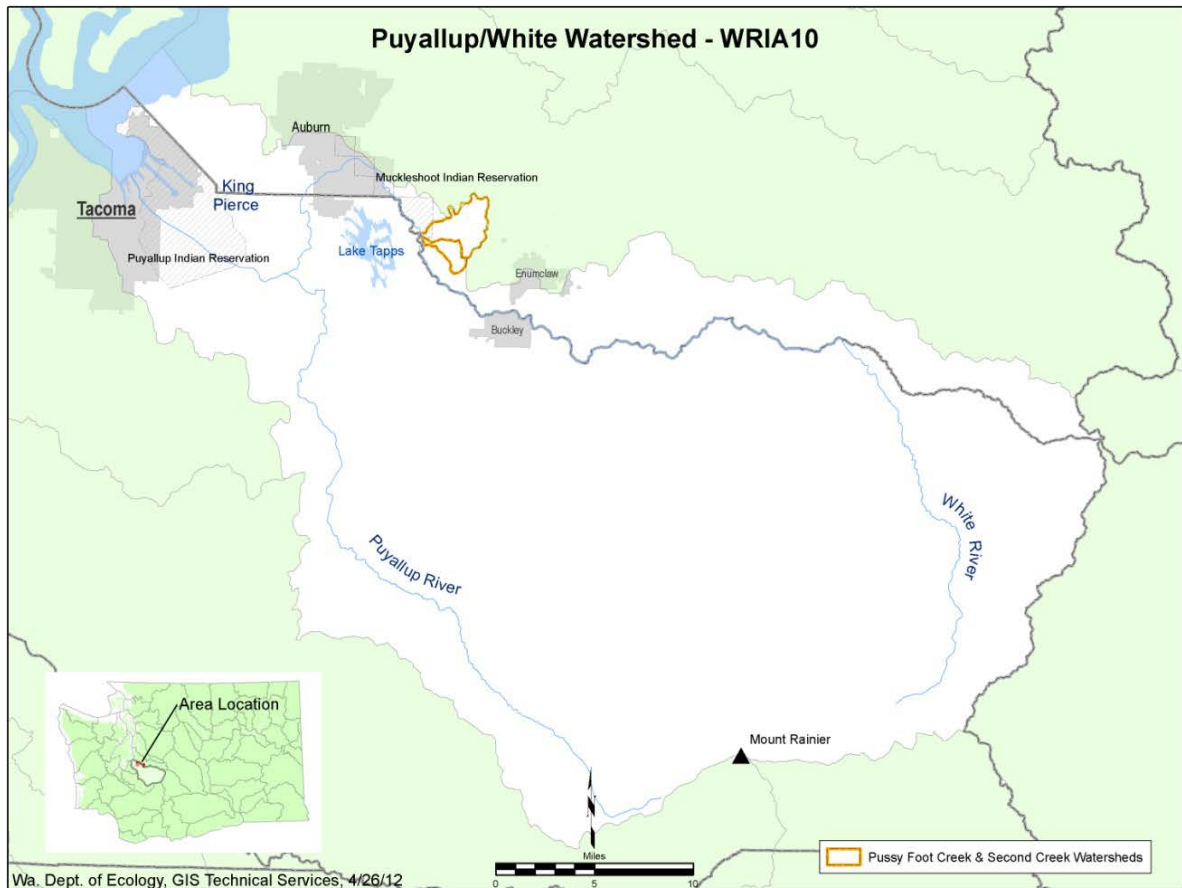 Puyallup/White Watershed - WRIA10
Auburn
Muckleshoot Indian Reservation
King
Pierce
Tacoma
Lake Tapps
Puyallup Indian Reservation
Enumclaw
Buckley
White River
Puyallup River
Area Location
Mount Rainier
N
Miles
0 5 10
Pussy Foot Creek & Second Creek Watersheds
Wa. Dept. of Ecology, GIS Technical Services, 4/26/12